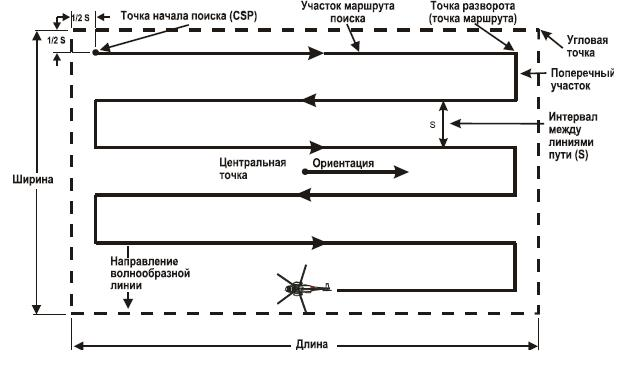 1/2 S
Точка начала поиска (CSP)
Участок маршрута
поиска
Точка разворота
(точка маршрута)
1/2 S
Угловая
точка
Поперечный
участок
S
Интервал
между
линиями
пути (S)
Центральная
точка
Ориентация
Ширина
Направление
волнообразной
линии
Длина